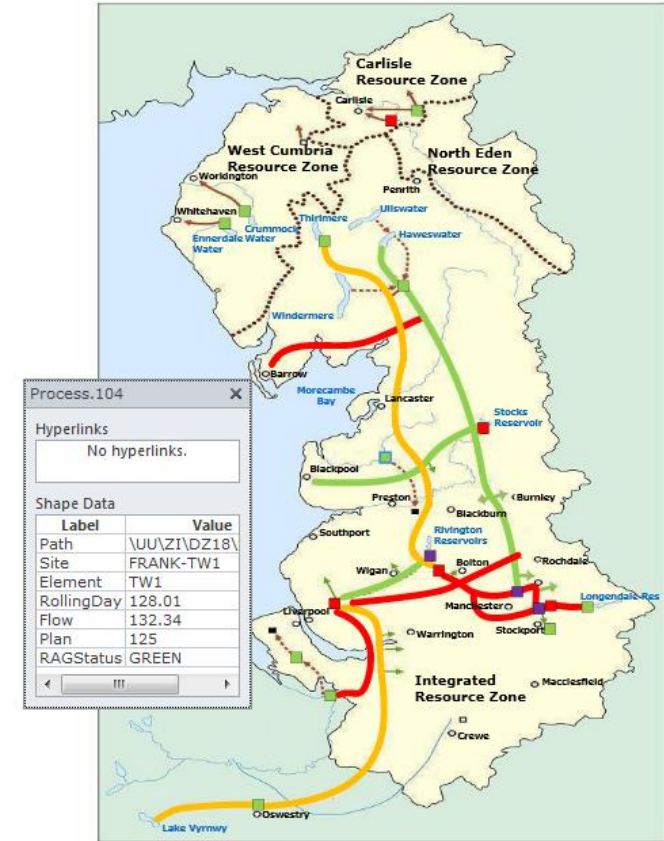 Carlisle
Resource Zone
Carlisle
West Cumbria
Resource Zone
North Eden
Resource Zone
Workington
Penrith
Whitehaven
Ullswater
Thirlmere
Crummock
Water
Ennerdale
Water
Haweswater
Windermere
Barrow
Morecambe
Bay
Lancaster
Stocks
Reservoir
Blackpool
Preston
Burnley
Blackburn
Southport
Rivington
Reservoirs
Wigan
Bolton
Rochdale
Liverpool
Manchester
Longendale Res
Stockport
Warrington
Integrated
Resource Zone
Macclesfield
Crewe
Oswestry
Lake Vyrnwy
Process.104 ×
Hyperlinks
No hyperlinks.
Shape Data
Label Value
Path \UU\ZI\DZ18\
Site FRANK-TW1
Element TW1
RollingDay 128.01
Flow 132.34
Plan 125
RAGStatus GREEN